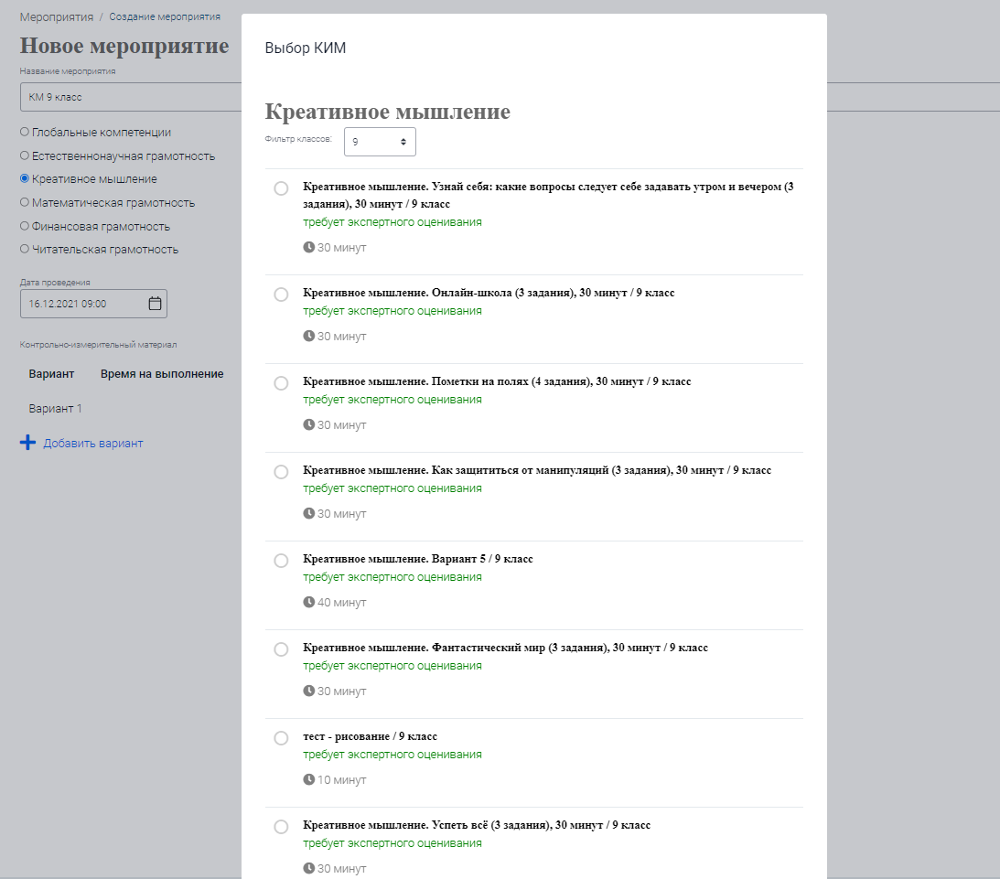 Мероприятия / Создание мероприятия
Новое мероприятие
Название мероприятия
КМ 9 класс
Глобальные компетенции
Естественнонаучная грамотность
Креативное мышление
Математическая грамотность
Финансовая грамотность
Читательская грамотность
Дата проведения
16.12.2021 09:00
Контрольно-измерительный материал
Вариант Время на выполнение
Вариант 1
Добавить вариант
Выбор КИМ
Креативное мышление
Фильтр классов: 9
Креативное мышление. Узнай себя: какие вопросы следует себе задавать утром и вечером (3
задания), 30 минут / 9 класс
требует экспертного оценивания
30 минут
Креативное мышление. Онлайн-школа (3 задания), 30 минут / 9 класс
требует экспертного оценивания
30 минут
Креативное мышление. Пометки на полях (4 задания), 30 минут / 9 класс
требует экспертного оценивания
30 минут
Креативное мышление. Как защититься от манипуляций (3 задания), 30 минут / 9 класс
требует экспертного оценивания
30 минут
Креативное мышление. Вариант 5 / 9 класс
требует экспертного оценивания
40 минут
Креативное мышление. Фантастический мир (3 задания), 30 минут / 9 класс
требует экспертного оценивания
30 минут
тест - рисование / 9 класс
требует экспертного оценивания
10 минут
Креативное мышление. Успеть всё (3 задания), 30 минут / 9 класс
требует экспертного оценивания
30 минут